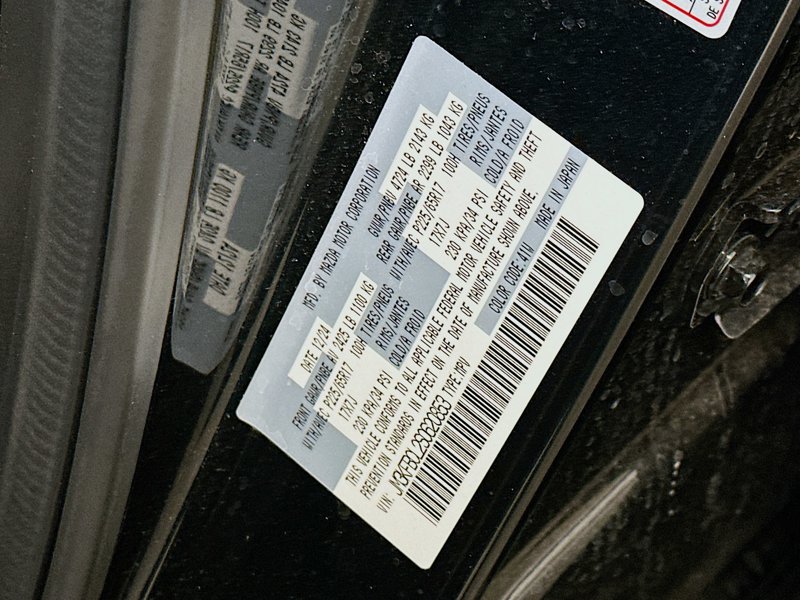 MFD. BY MAZDA MOTOR CORPORATION
DATE 12/24 GVWR/PNBV 4724 LB 2143 KG
FRONT GAWR/PNBE AV 2425 LB 1100 KG REAR GAWR/PNBE AR 2299 LB 1043 KG
WITH/AVEC P225/65R17 100H TIRES/PNEUS WITH/AVEC P225/65R17 100H TIRES/PNEUS
17X7J RIMS/JANTES 17X7J RIMS/JANTES
230 KPA/34 PSI COLD/A FROID 230 KPA/34 PSI COLD/A FROID
THIS VEHICLE CONFORMS TO ALL APPLICABLE FEDERAL MOTOR VEHICLE SAFETY AND THEFT
PREVENTION STANDARDS IN EFFECT ON THE DATE OF MANUFACTURE SHOWN ABOVE.
VIN: TYPE:MPV COLOR CODE:41U MADE IN JAPAN